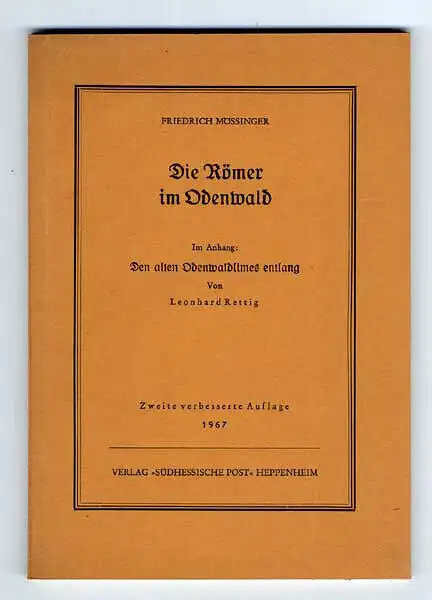 FRIEDRICH MÖSSINGER
Die Römer
im Odenwald
Im Anhang:
Den alten Odenwaldlimes entlang
Von
Leonhard Rettig
Zweite verbesserte Auflage
1967
VERLAG »SÜDHESSISCHE POST« HEPPENHEIM